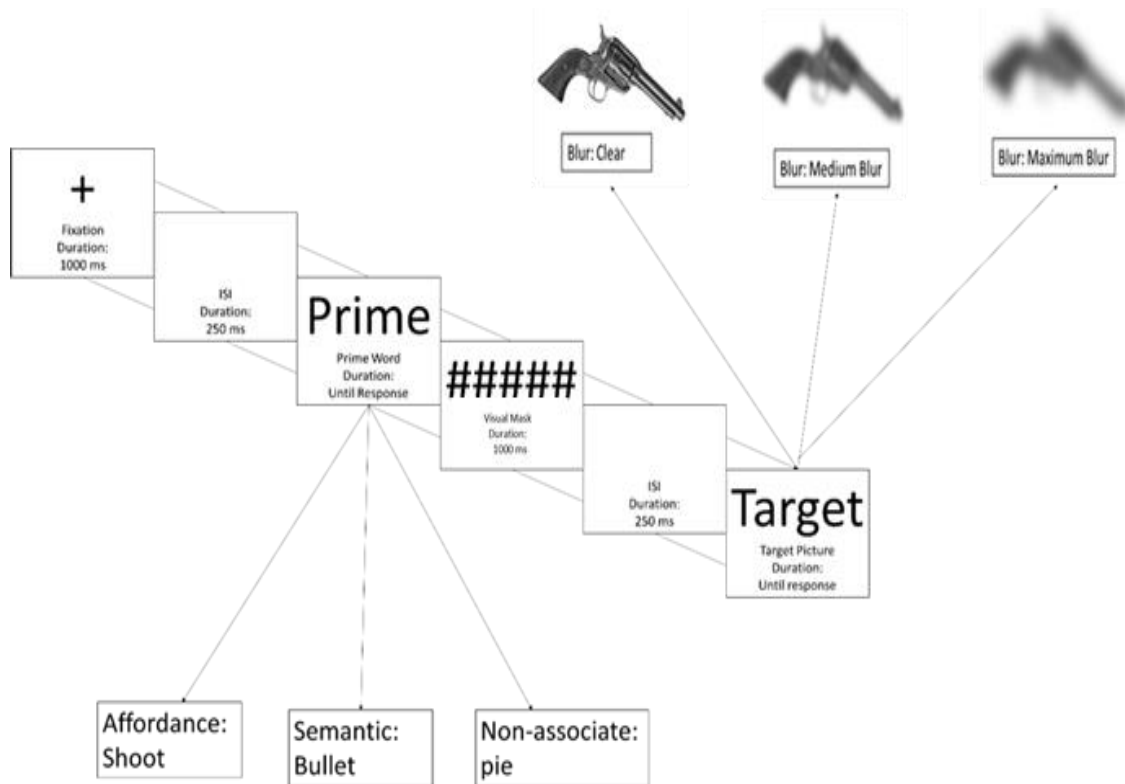 Blur: Clear
Blur: Medium Blur
Blur: Maximum Blur
+
Fixation
Duration:
1000 ms
ISI
Duration:
250 ms
Prime
Prime Word
Duration:
Until Response
#####
Visual Mask
Duration:
1000 ms
ISI
Duration:
250 ms
Target
Target Picture
Duration:
Until response
Affordance:
Shoot
Semantic:
Bullet
Non-associate:
pie